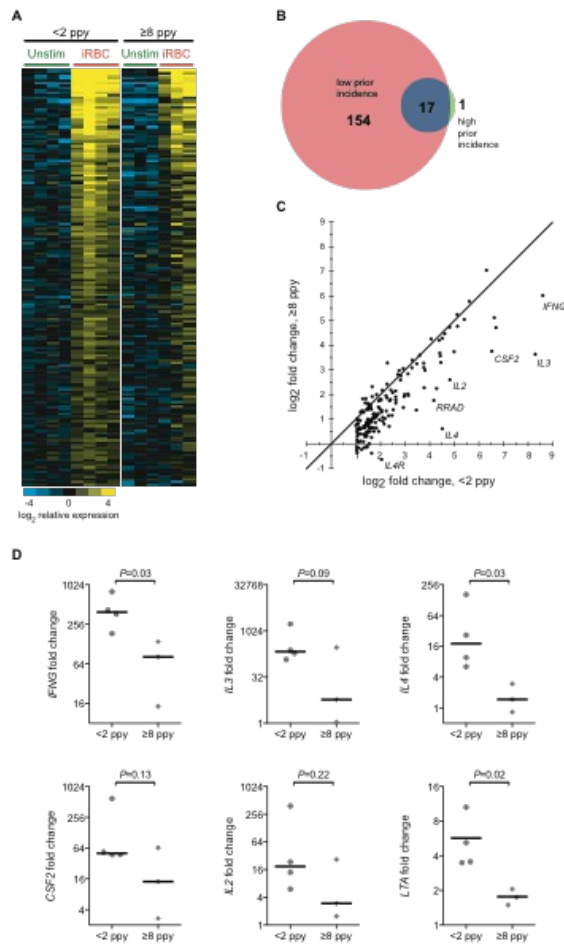 A
<2 ppy ≥8 ppy
Unstim iRBC Unstim iRBC
-4 0 4
log2 relative expression
B
low prior
incidence
154
17
1
high
prior
incidence
C
9
8
7
6
5
4
3
2
1
0
-1
-1 0 1 2 3 4 5 6 7 8 9
log2 fold change, ≥8 ppy
log2 fold change, <2 ppy
IFNG
CSF2
IL3
IL2
RRAD
IL4
IL4R
D
P=0.03
1024
256
64
16
IFNG fold change
<2 ppy ≥8 ppy
P=0.09
32768
1024
32
1
IL3 fold change
<2 ppy ≥8 ppy
P=0.03
256
64
16
4
1
IL4 fold change
<2 ppy ≥8 ppy
P=0.13
1024
256
64
16
4
CSF2 fold change
<2 ppy ≥8 ppy
P=0.22
1024
256
64
16
4
1
IL2 fold change
<2 ppy ≥8 ppy
P=0.02
16
8
4
2
1
LTA fold change
<2 ppy ≥8 ppy